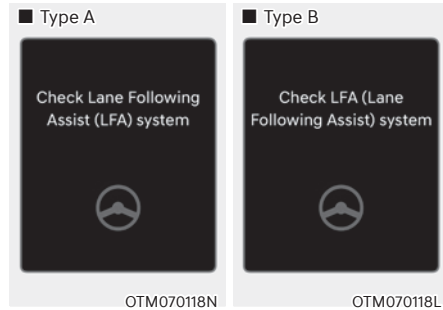 ■ Type A
Check Lane Following
Assist (LFA) system
OTM070118N
■ Type B
Check LFA (Lane
Following Assist) system
OTM070118L